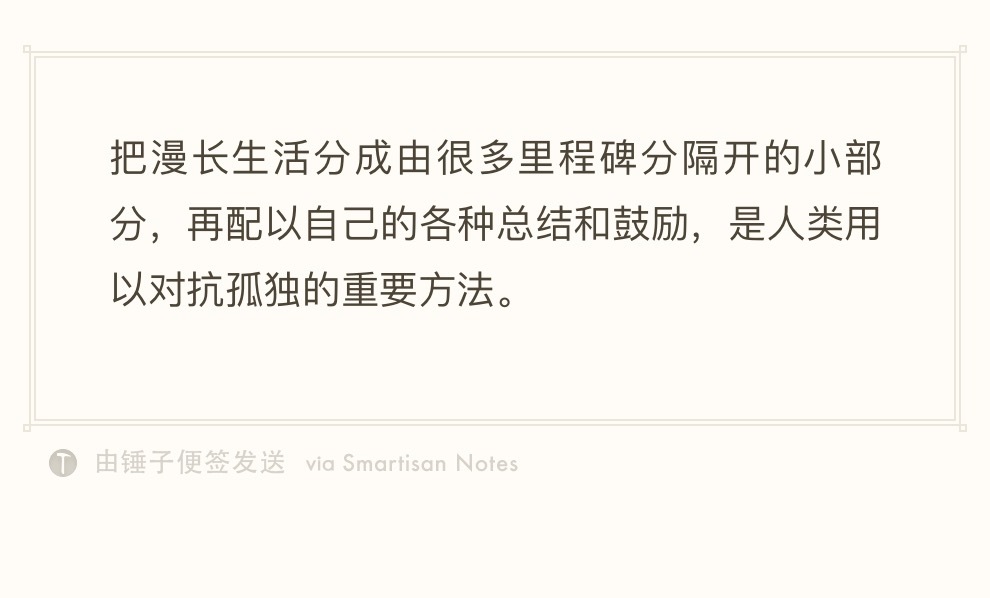 把漫长生活分成由很多里程碑分隔开的小部
分，再配以自己的各种总结和鼓励，是人类用
以对抗孤独的重要方法。
由锤子便签发送 via Smartisan Notes